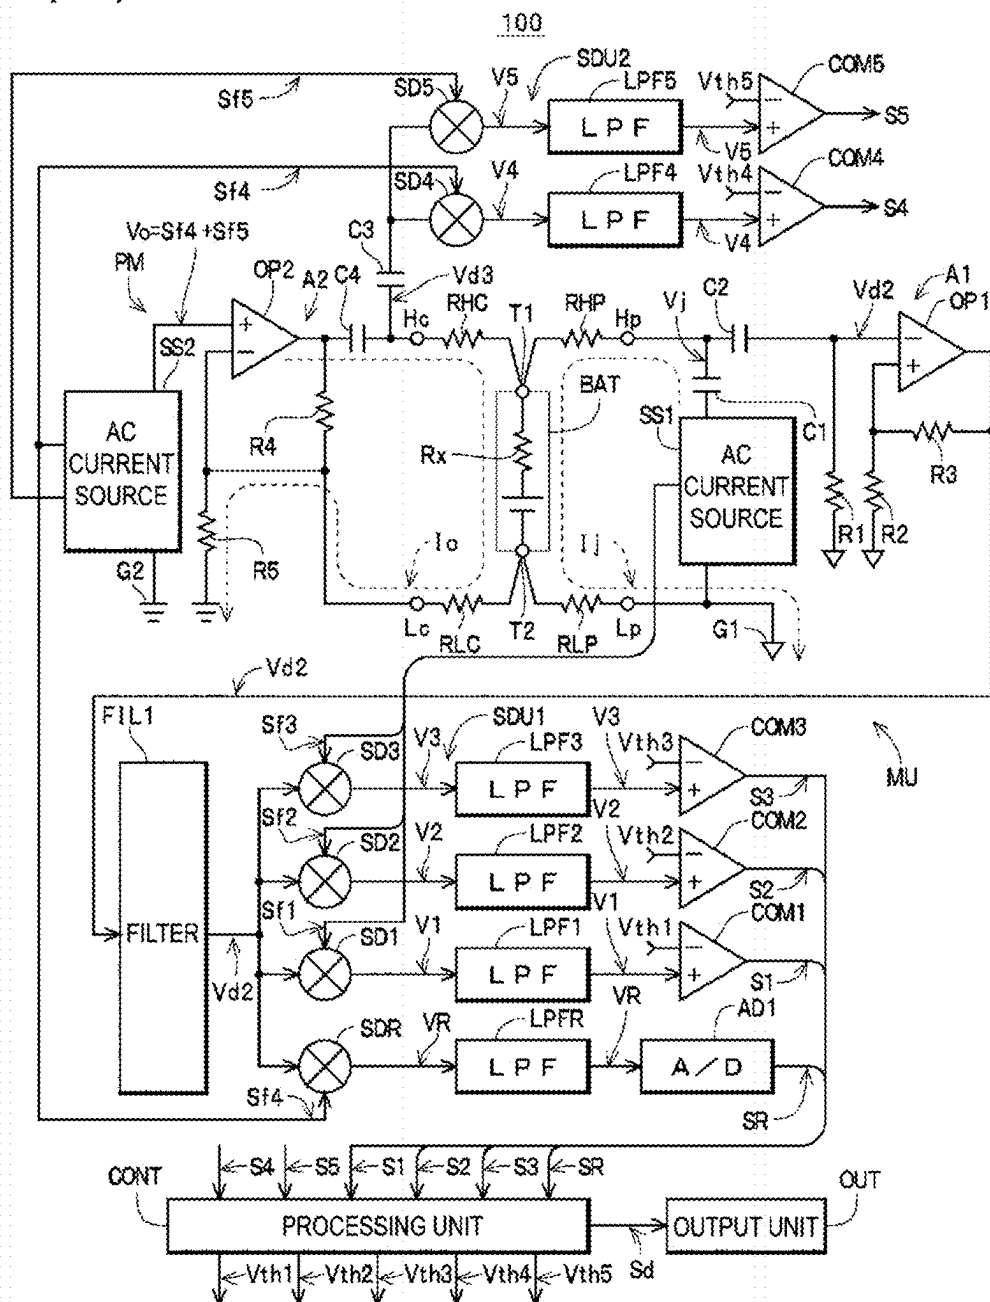 100
SDU2
V5
LPF5
Vth5
COM5
SD5
Sf5
LPF
S5
V5
COM4
V4
LPF4
Vth4
SD4
Sf4
LPF
S4
V4
Vo=Sf4+Sf5
C3
PM
OP2
A2
C4
Vd3
RHC
Hc
T1
RHP
Hp
Vj
C2
Vd2
A1
OP1
SS2
BAT
SS1
C1
AC
CURRENT
SOURCE
R4
Rx
AC
CURRENT
SOURCE
R3
R1
R2
G2
R5
Io
Ij
Lc
RLC
T2
RLP
Lp
G1
Vd2
FIL1
Sf3
SD3
V3
SDU1
LPF3
V3
Vth3
COM3
MU
LPF
S3
Sf2
SD2
V2
LPF2
V2
Vth2
COM2
LPF
S2
Sf1
SD1
V1
LPF1
V1
Vth1
COM1
FILTER
LPF
S1
Vd2
SDR
VR
LPFR
VR
AD1
LPF
A/D
Sf4
SR
CONT
S4
S5
S1
S2
S3
SR
OUT
PROCESSING UNIT
OUTPUT UNIT
Sd
Vth1
Vth2
Vth3
Vth4
Vth5